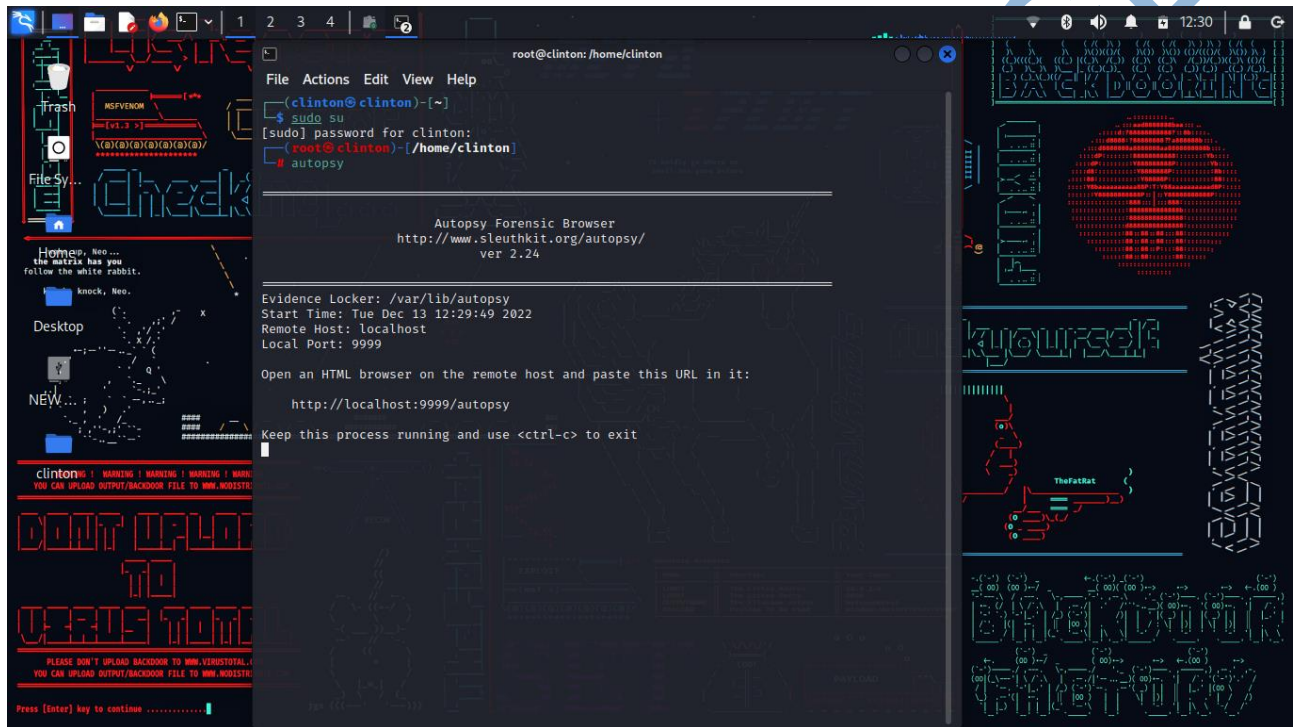 1 2 3 4
12:30
root@clinton: /home/clinton
File Actions Edit View Help
(clinton㉿clinton)-[~]
$ sudo su
[sudo] password for clinton:
(root㉿clinton)-[/home/clinton]
# autopsy
Autopsy Forensic Browser
http://www.sleuthkit.org/autopsy/
ver 2.24
Evidence Locker: /var/lib/autopsy
Start Time: Tue Dec 13 12:29:49 2022
Remote Host: localhost
Local Port: 9999
Open an HTML browser on the remote host and paste this URL in it:
http://localhost:9999/autopsy
Keep this process running and use <ctrl-c> to exit
Trash
MSFVENOM
[v1.3 >]
File Sy...
Check
Home
Neo ...
the matrix has you
follow the white rabbit.
knock, Neo.
Desktop
NEW ...
clinton
! WARNING ! WARNING ! WARNING !
YOU CAN UPLOAD OUTPUT/BACKDOOR FILE TO WWW.NODISTRI
DONT UPLOA
TO
VIRUS TOTA
PLEASE DON'T UPLOAD BACKDOOR TO WWW.VIRUSTOTAL.
YOU CAN UPLOAD OUTPUT/BACKDOOR FILE TO WWW.NODISTR
Press [Enter] key to continue ..............
BACKDOORING
TheFatRat
BACKDOOR
FACTORY